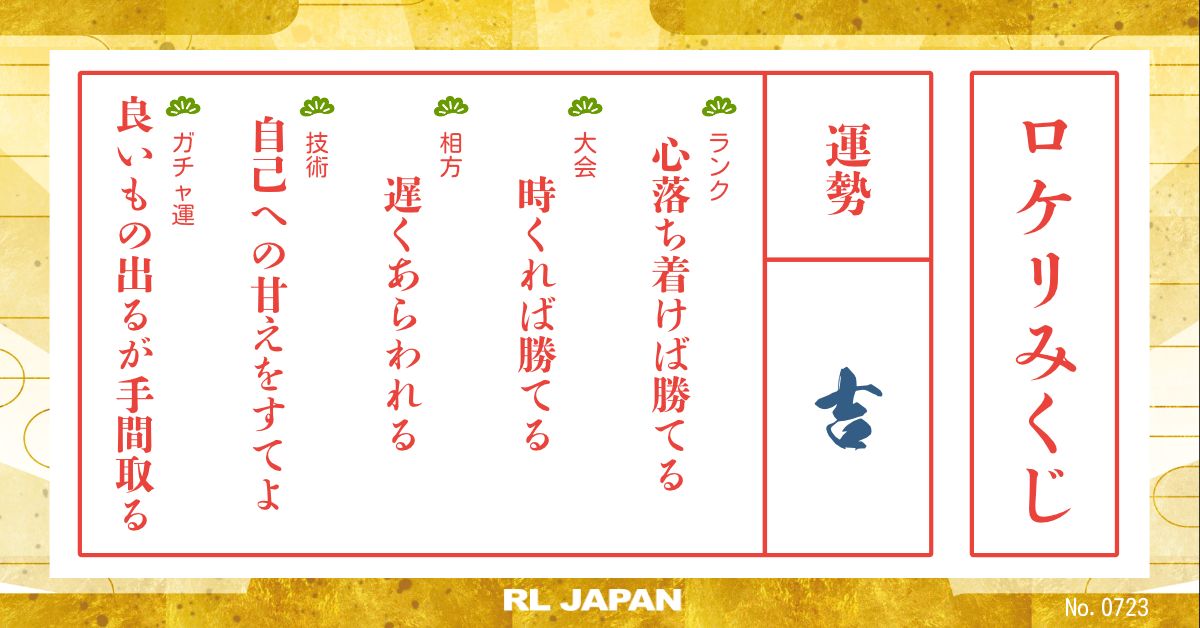 ロケリみくじ
運勢
吉
ランク
心落ち着けば勝てる
大会
時くれば勝てる
相方
遅くあらわれる
技術
自己への甘えをすてよ
ガチャ運
良いもの出るが手間取る
RL JAPAN
No. 0723